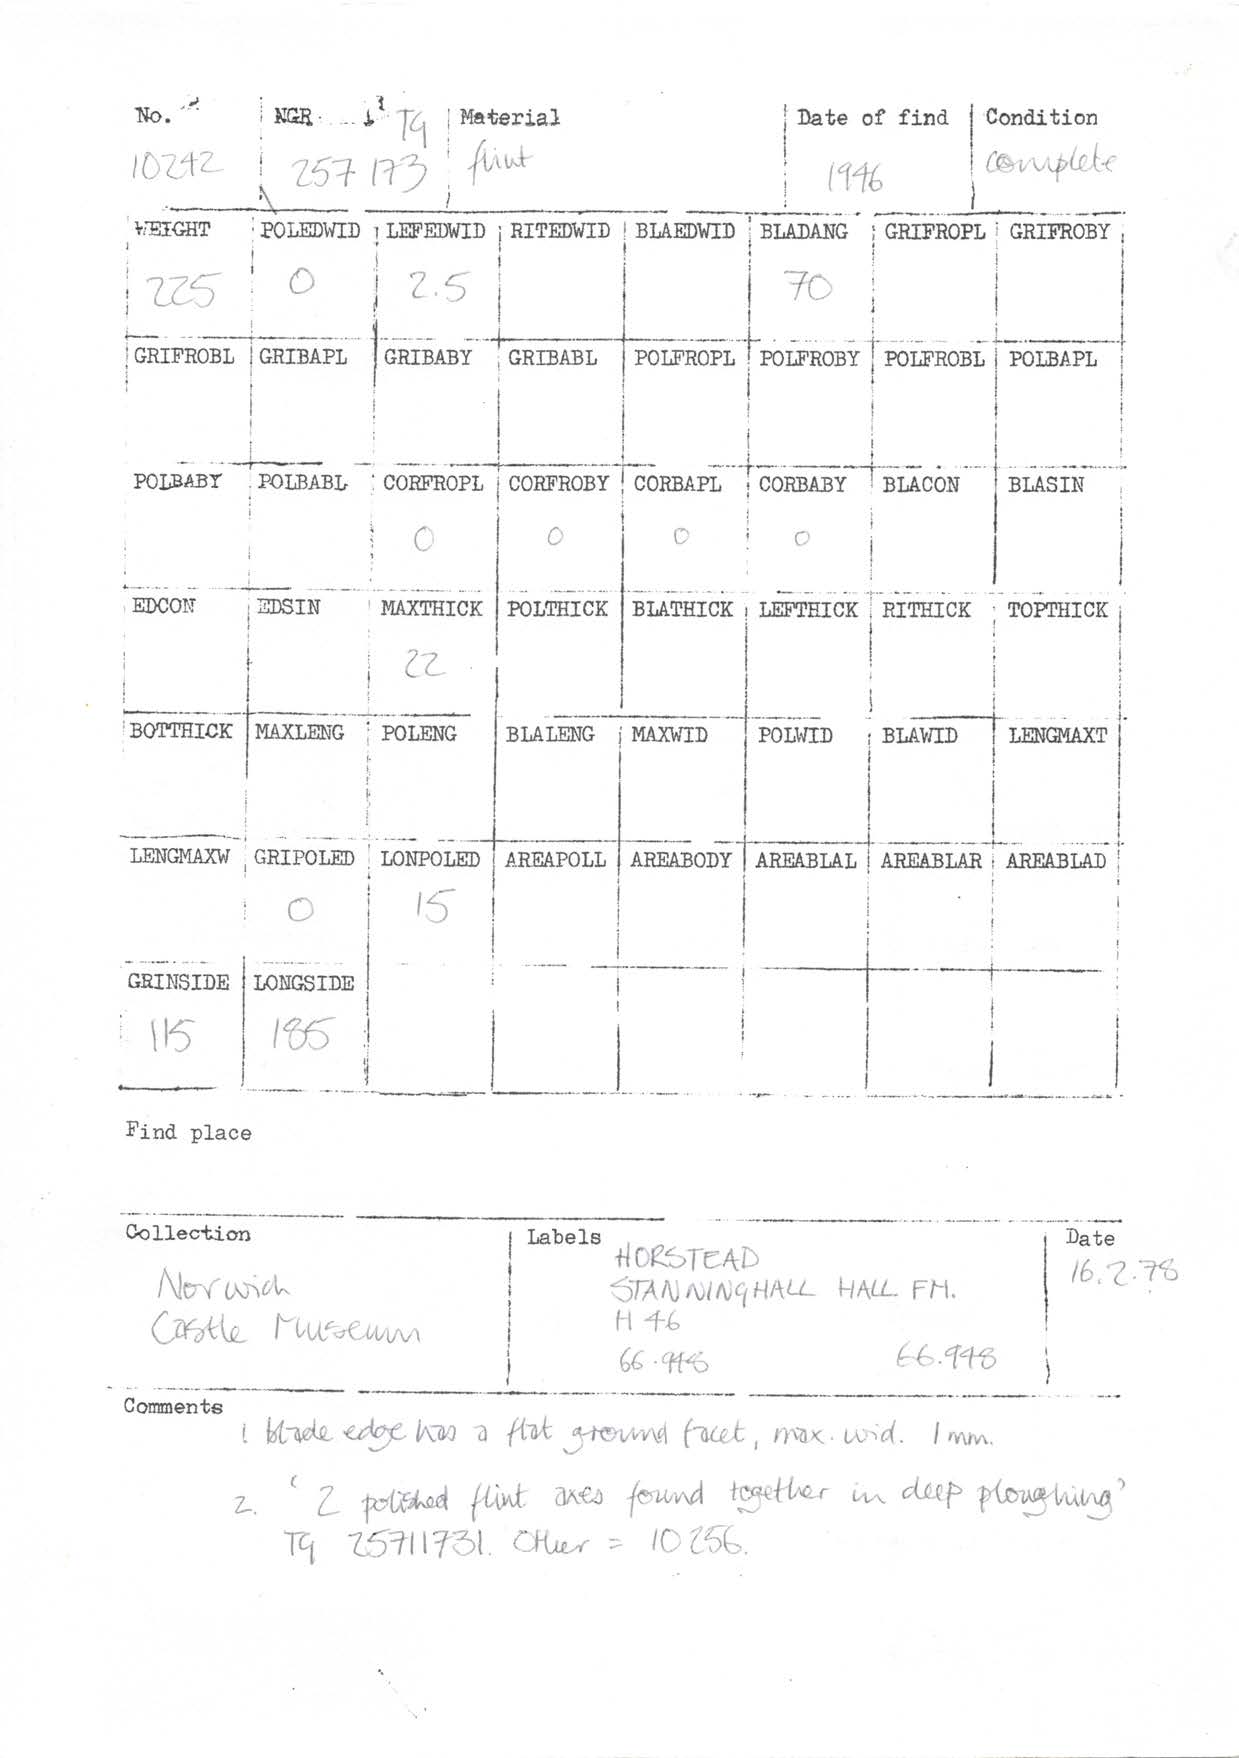 No. NGR TG Material Date of find Condition
10242 257 173 flint 1946 complete
WEIGHT POLEDWID LEFEDWID RITEDWID BLAEDWID BLADANG GRIFROPL GRIFROBY
225 0 2.5 70
GRIFROBL GRIBAPL GRIBABY GRIBABL POLFROPL POLFROBY POLFROBL POLBAPL
POLBABY POLBABL CORFROPL CORFROBY CORBAPL CORBABY BLACON BLASIN
0 0 0 0
EDCON EDSIN MAXTHICK POLTHICK BLATHICK LEFTHICK RITHICK TOPTHICK
22
BOTTHICK MAXLENG POLENG BLALENG MAXWID POLWID BLAWID LENGMAXT
LENGMAXW GRIPOLED LONPOLED AREAPOLL AREABODY AREABLAL AREABLAR AREABLAD
0 15
GRINSIDE LONGSIDE
115 185
Find place
Collection Labels Date
Norwich
Castle Museum
HORSTEAD
STANNINGHALL HALL FM.
H 46
66.948 66.948
16.2.78
Comments
1 blade edge has a flat ground facet, max. wid. 1mm.
2. '2 polished flint axes found together in deep ploughing'
TG 25711731. Other = 10256.